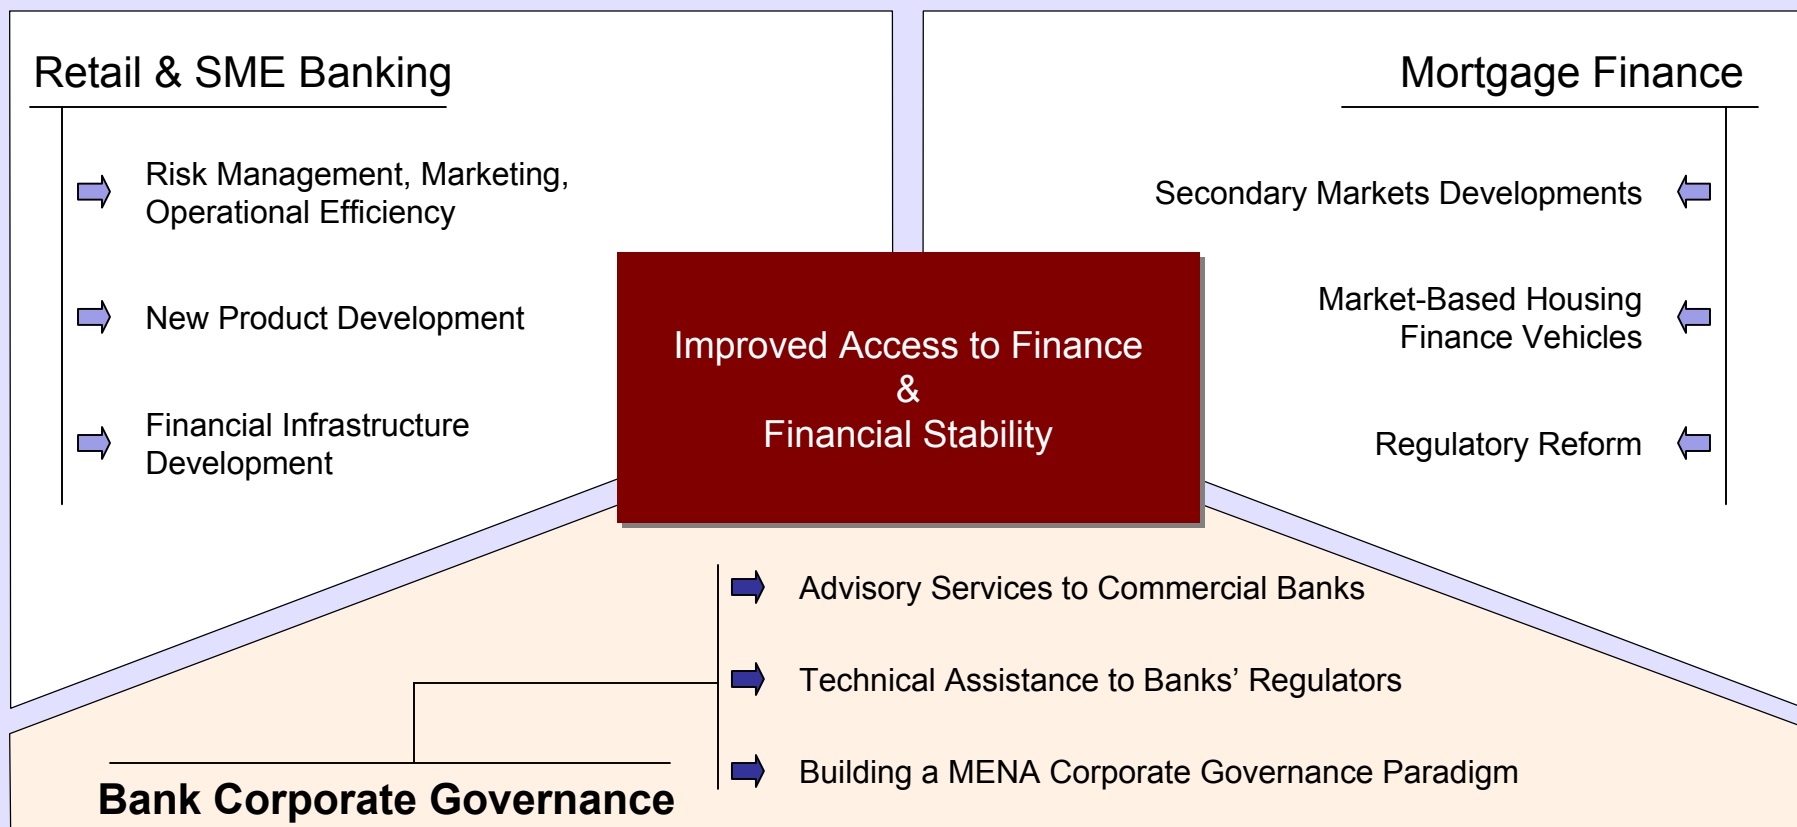 Retail & SME Banking
Risk Management, Marketing,
Operational Efficiency
New Product Development
Financial Infrastructure
Development
Mortgage Finance
Secondary Markets Developments
Market-Based Housing
Finance Vehicles
Regulatory Reform
Improved Access to Finance
&
Financial Stability
Advisory Services to Commercial Banks
Technical Assistance to Banks’ Regulators
Building a MENA Corporate Governance Paradigm
Bank Corporate Governance